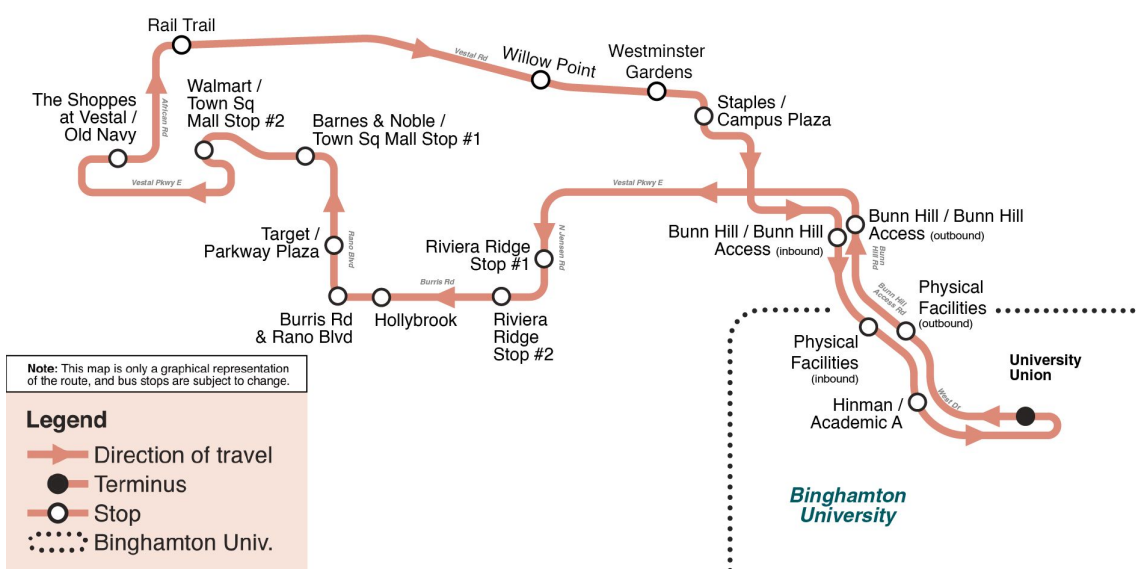 Rail Trail
Vestal Rd
Willow Point
Westminster
Gardens
Staples /
Campus Plaza
The Shoppes
at Vestal /
Old Navy
African Rd
Walmart /
Town Sq
Mall Stop #2
Barnes & Noble /
Town Sq Mall Stop #1
Vestal Pkwy E
Vestal Pkwy E
Target /
Parkway Plaza
Rano Blvd
Riviera Ridge
Stop #1
N Jensen Rd
Bunn Hill / Bunn Hill
Access (inbound)
Bunn Hill / Bunn Hill
Access (outbound)
Bunn
Hill Rd
Burris Rd
Burris Rd
& Rano Blvd
Hollybrook
Riviera
Ridge
Stop #2
Bunn Hill
Access Rd
Physical
Facilities
(outbound)
Physical
Facilities
(inbound)
University
Union
West Dr
Hinman /
Academic A
Binghamton
University
Note: This map is only a graphical representation
of the route, and bus stops are subject to change.
Legend
Direction of travel
Terminus
Stop
Binghamton Univ.